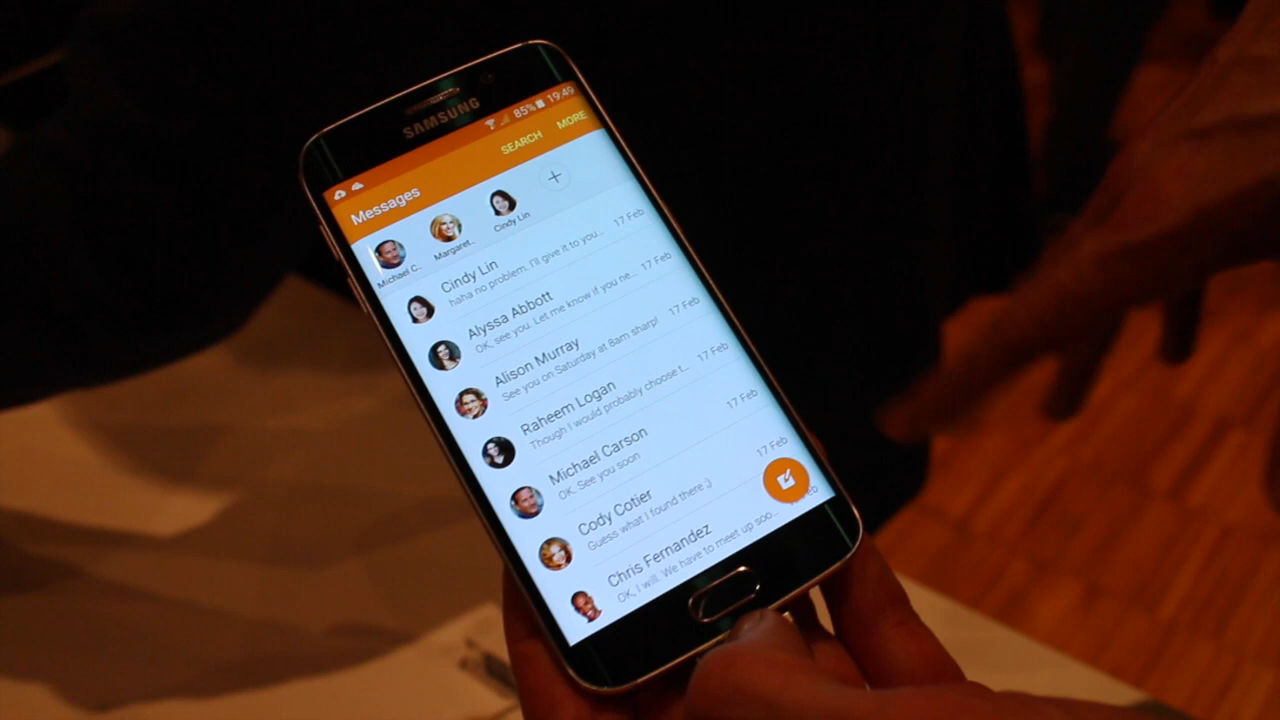 SAMSUNG
85% 19:49
Messages SEARCH MORE
Michael C.. Margaret.. Cindy Lin
Cindy Lin 17 Feb
haha no problem. I'll give it to you...
Alyssa Abbott 17 Feb
OK, see you. Let me know if you ne...
Alison Murray 17 Feb
See you on Saturday at 8am sharp!
Raheem Logan 17 Feb
Though I would probably choose t...
Michael Carson 17 Feb
OK. See you soon
Cody Cotier 17 Feb
Guess what I found there ;)
Chris Fernandez
OK, I will. We have to meet up soo...